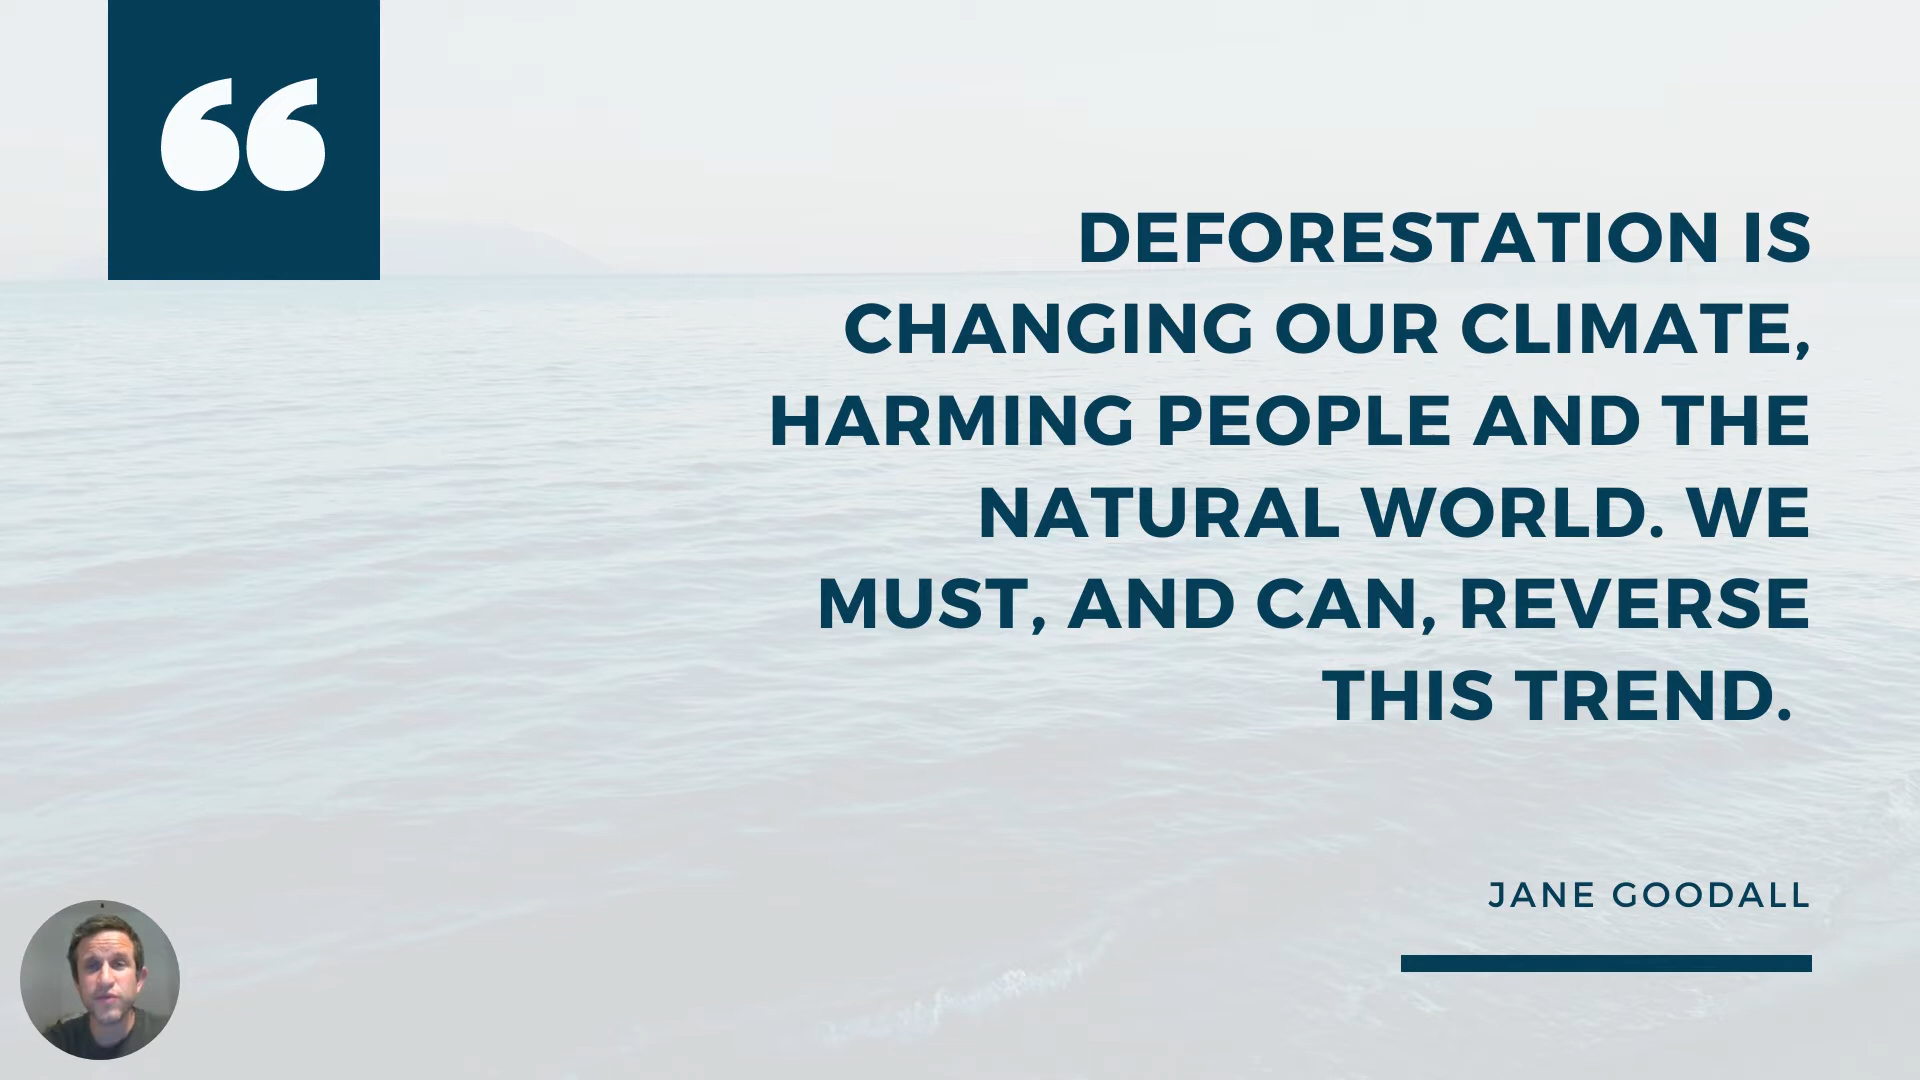 “
DEFORESTATION IS
CHANGING OUR CLIMATE,
HARMING PEOPLE AND THE
NATURAL WORLD. WE
MUST, AND CAN, REVERSE
THIS TREND.
JANE GOODALL